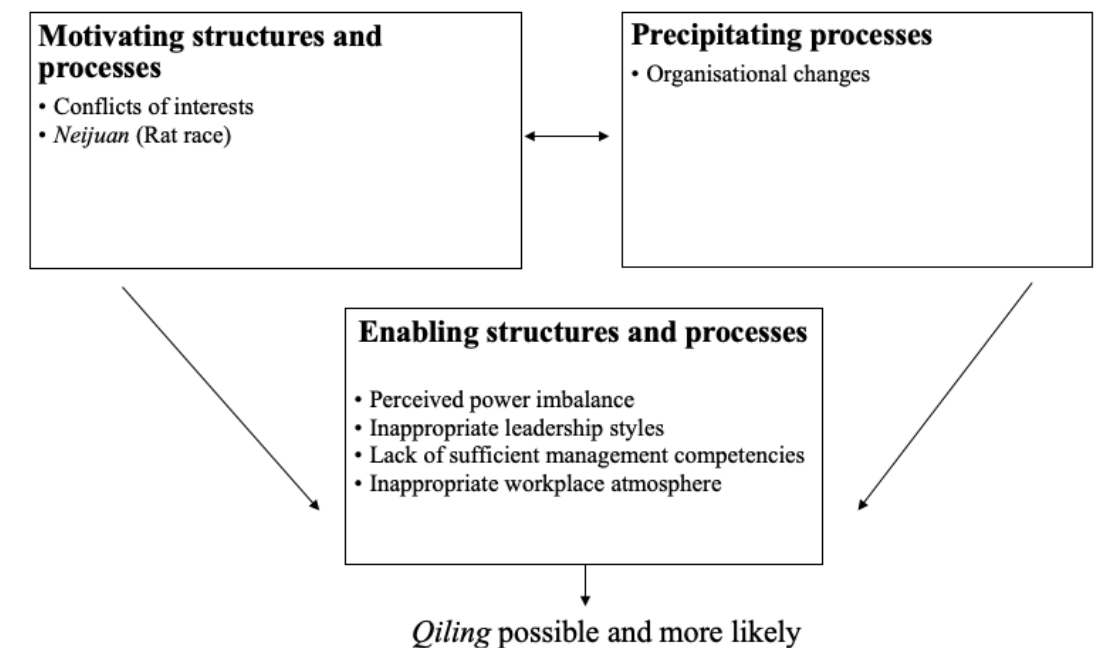 Motivating structures and
processes
• Conflicts of interests
• Neijuan (Rat race)
Precipitating processes
• Organisational changes
Enabling structures and processes
• Perceived power imbalance
• Inappropriate leadership styles
• Lack of sufficient management competencies
• Inappropriate workplace atmosphere
Qiling possible and more likely